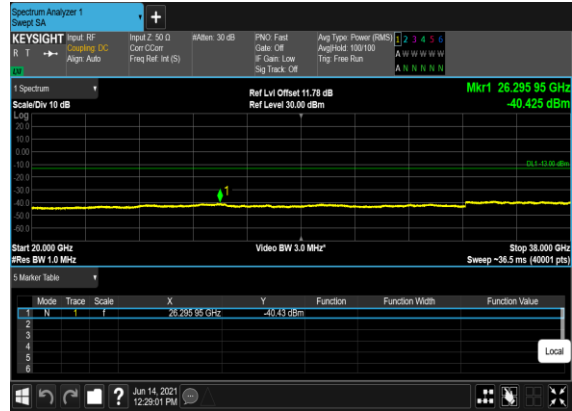 Spectrum Analyzer 1
Swept SA
+
KEYSIGHT
R T
Input: RF
Coupling: DC
Align: Auto
Input Z: 50 Ω
Corr CCorr
Freq Ref: Int (S)
#Atten: 30 dB
PNO: Fast
Gate: Off
IF Gain: Low
Sig Track: Off
Avg Type: Power (RMS)
Avg|Hold: 100/100
Trig: Free Run
1 2 3 4 5 6
A W W W W W
A N N N N N
1 Spectrum
Scale/Div 10 dB
Ref Lvl Offset 11.78 dB
Ref Level 30.00 dBm
Mkr1 26.295 95 GHz
-40.425 dBm
Log
20.0
10.0
0.00
-10.0
-20.0
-30.0
-40.0
-50.0
-60.0
DL1 -13.00 dBm
1
Start 20.000 GHz
#Res BW 1.0 MHz
Video BW 3.0 MHz*
Stop 38.000 GHz
Sweep ~36.5 ms (40001 pts)
5 Marker Table
Mode Trace Scale X Y Function Function Width Function Value
1 N 1 f 26.295 95 GHz -40.43 dBm
2
3
4
5
6
Local
?
Jun 14, 2021
12:29:01 PM